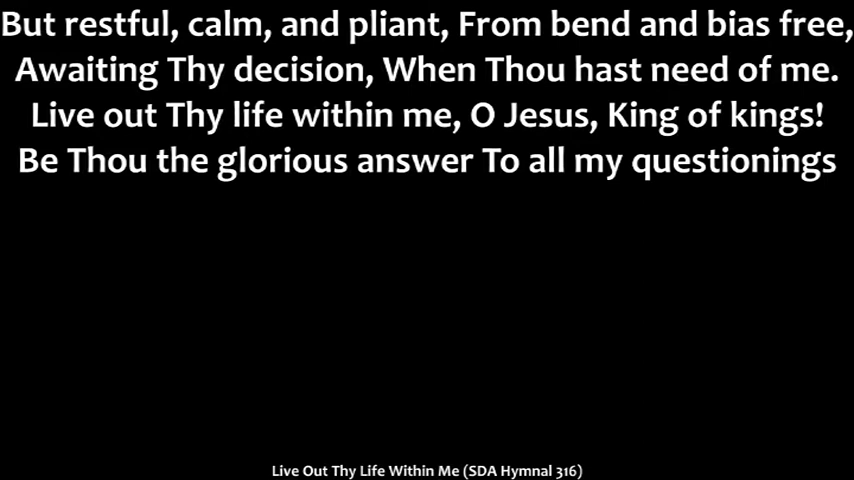 But restful, calm, and pliant, From bend and bias free,
Awaiting Thy decision, When Thou hast need of me.
Live out Thy life within me, O Jesus, King of kings!
Be Thou the glorious answer To all my questionings
Live Out Thy Life Within Me (SDA Hymnal 316)